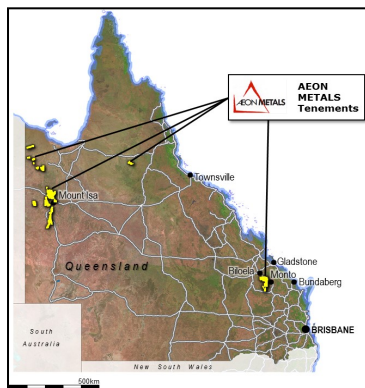 AEON METALS
AEON
METALS
Tenements
Townsville
Mount Isa
Gladstone
Biloela
Monto
Bundaberg
Queensland
BRISBANE
South
Australia
New South Wales
500km